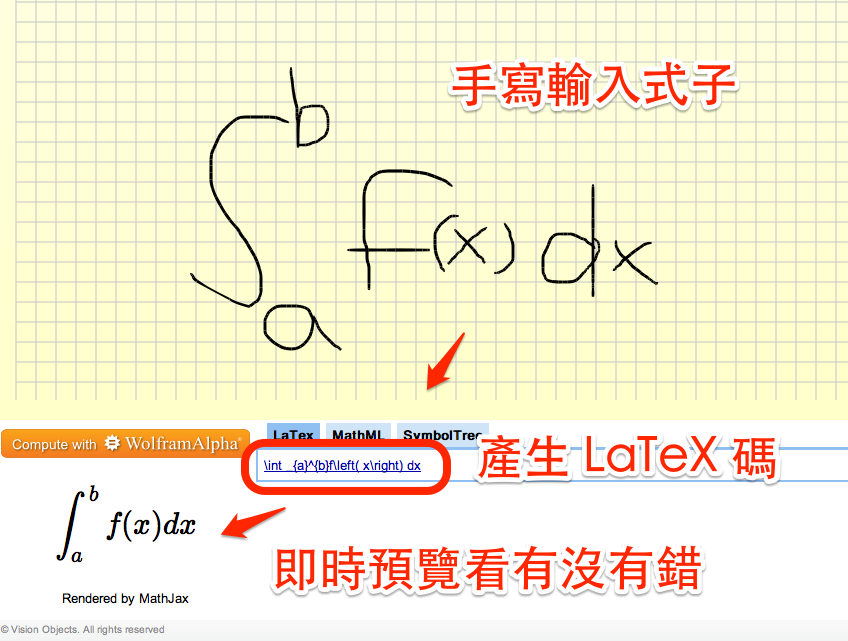 手寫輸入式子
∫_a^b f(x) dx
Compute with WolframAlpha
LaTex MathML SymbolTree
\int _{a}^{b}f\left( x\right) dx
產生 LaTeX 碼
∫_a^b f(x)dx
即時預覽看有沒有錯
Rendered by MathJax
© Vision Objects. All rights reserved